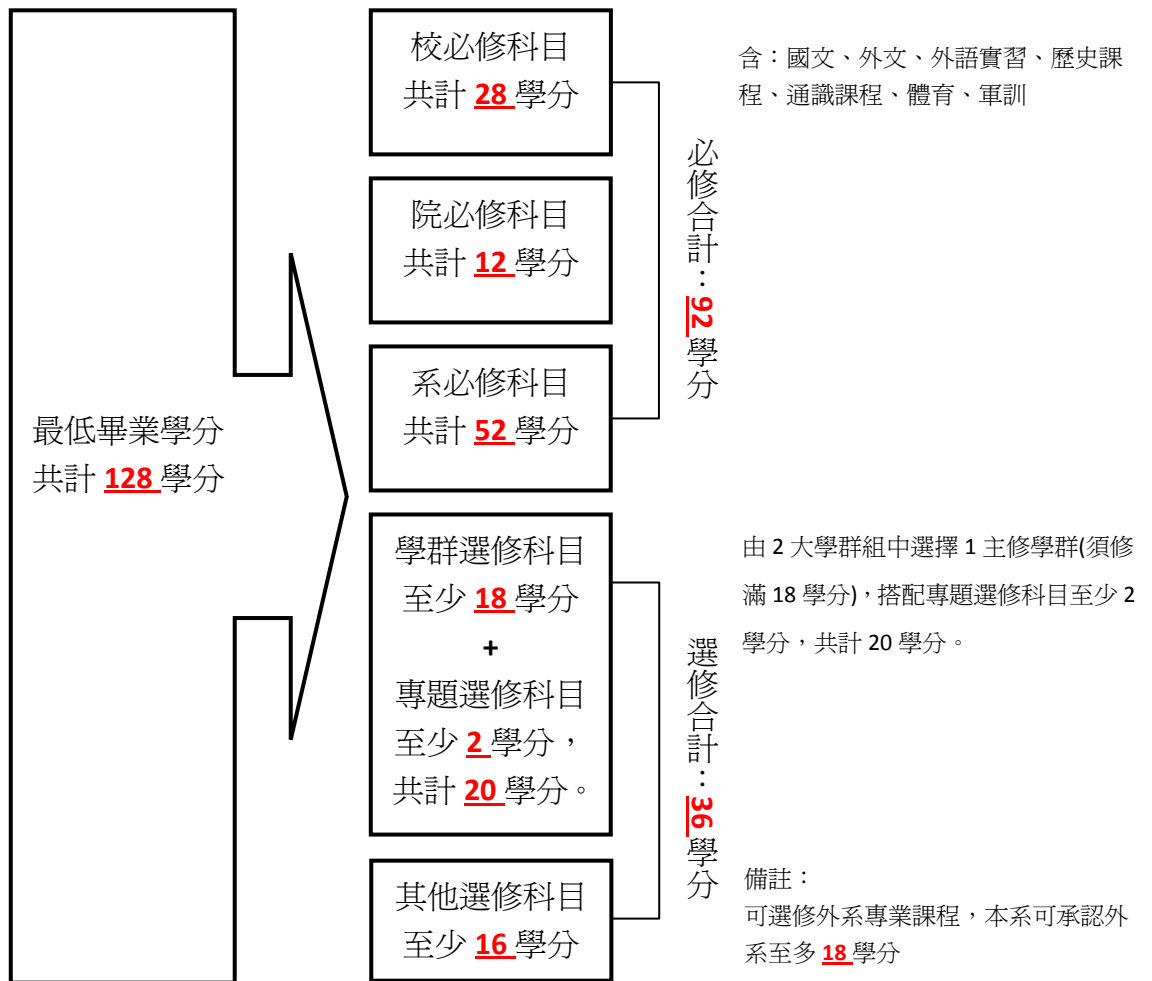 最低畢業學分
共計 128 學分
校必修科目
共計 28 學分
院必修科目
共計 12 學分
系必修科目
共計 52 學分
必修合計：92 學分
含：國文、外文、外語實習、歷史課
程、通識課程、體育、軍訓
學群選修科目
至少 18 學分
+
專題選修科目
至少 2 學分，
共計 20 學分。
其他選修科目
至少 16 學分
選修合計：36 學分
由 2 大學群組中選擇 1 主修學群(須修
滿 18 學分)，搭配專題選修科目至少 2
學分，共計 20 學分。
備註：
可選修外系專業課程，本系可承認外
系至多 18 學分